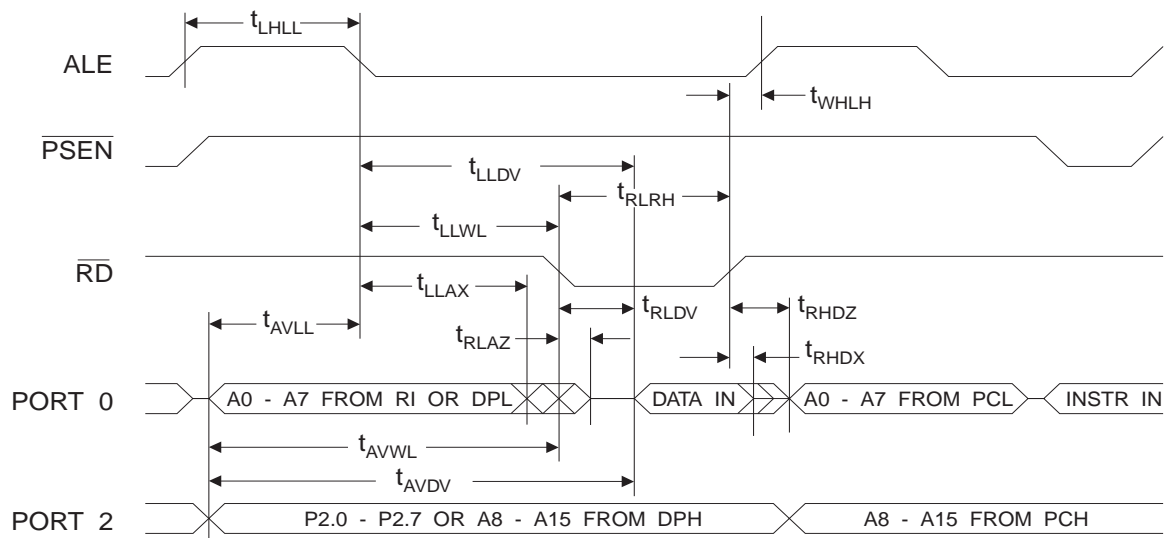 tLHLL
ALE
tWHLH
PSEN
tLLDV
tRLRH
tLLWL
RD
tLLAX
tRLDV
tRHDZ
tAVLL
tRLAZ
tRHDX
PORT 0
A0 - A7 FROM RI OR DPL
DATA IN
A0 - A7 FROM PCL
INSTR IN
tAVWL
tAVDV
PORT 2
P2.0 - P2.7 OR A8 - A15 FROM DPH
A8 - A15 FROM PCH